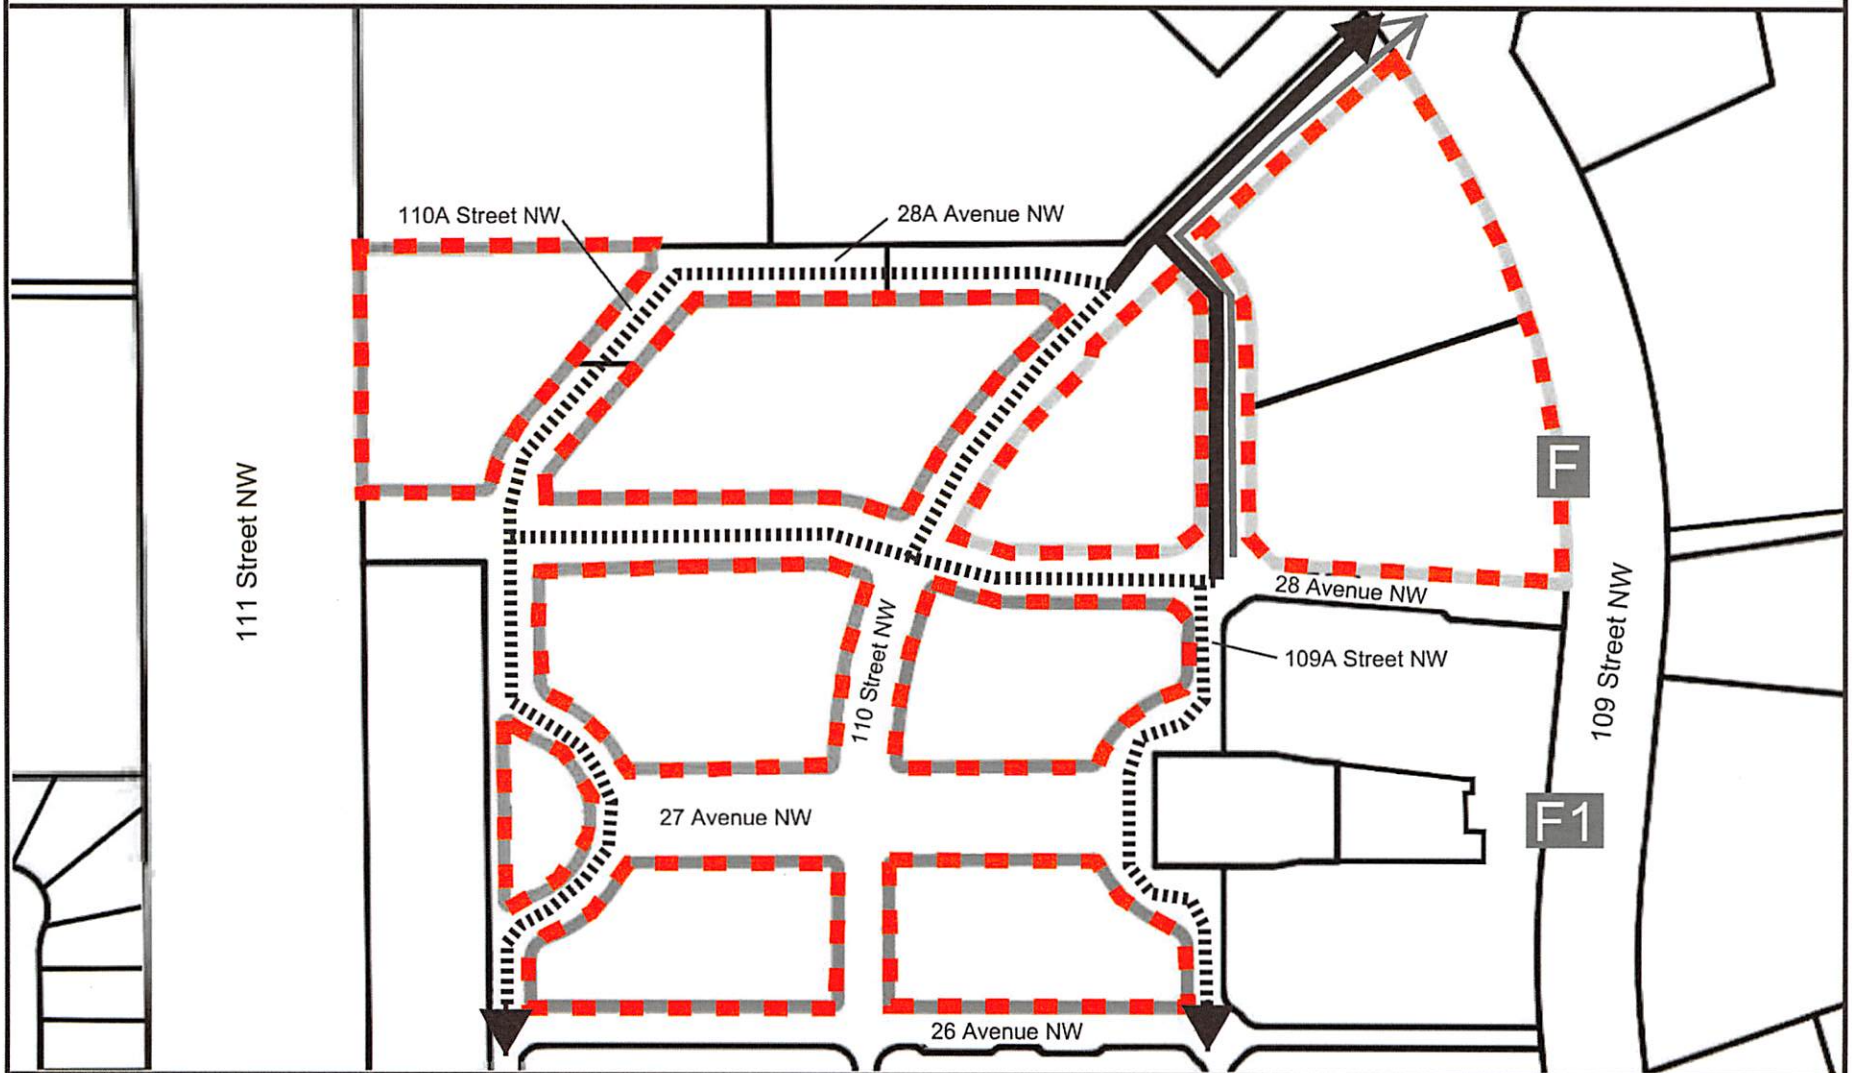 110A Street NW
28A Avenue NW
F
111 Street NW
28 Avenue NW
109 Street NW
110 Street NW
109A Street NW
27 Avenue NW
F1
26 Avenue NW